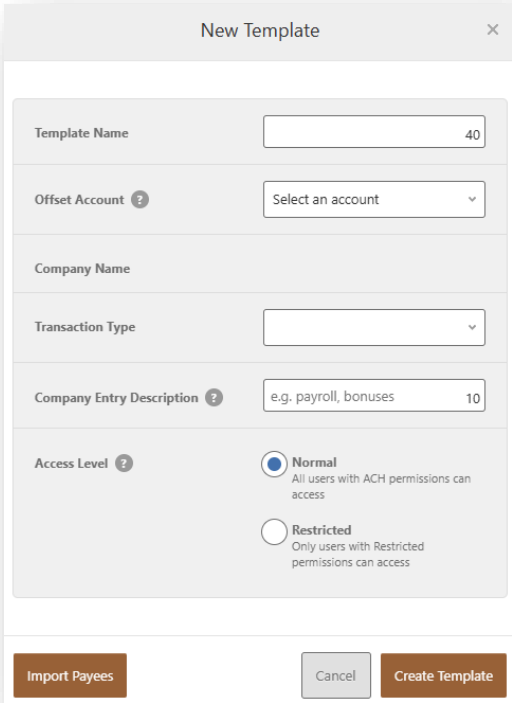 New Template ×
Template Name 40
Offset Account ? Select an account
Company Name
Transaction Type
Company Entry Description ? e.g. payroll, bonuses 10
Access Level ? Normal
All users with ACH permissions can
access
Restricted
Only users with Restricted
permissions can access
Import Payees Cancel Create Template